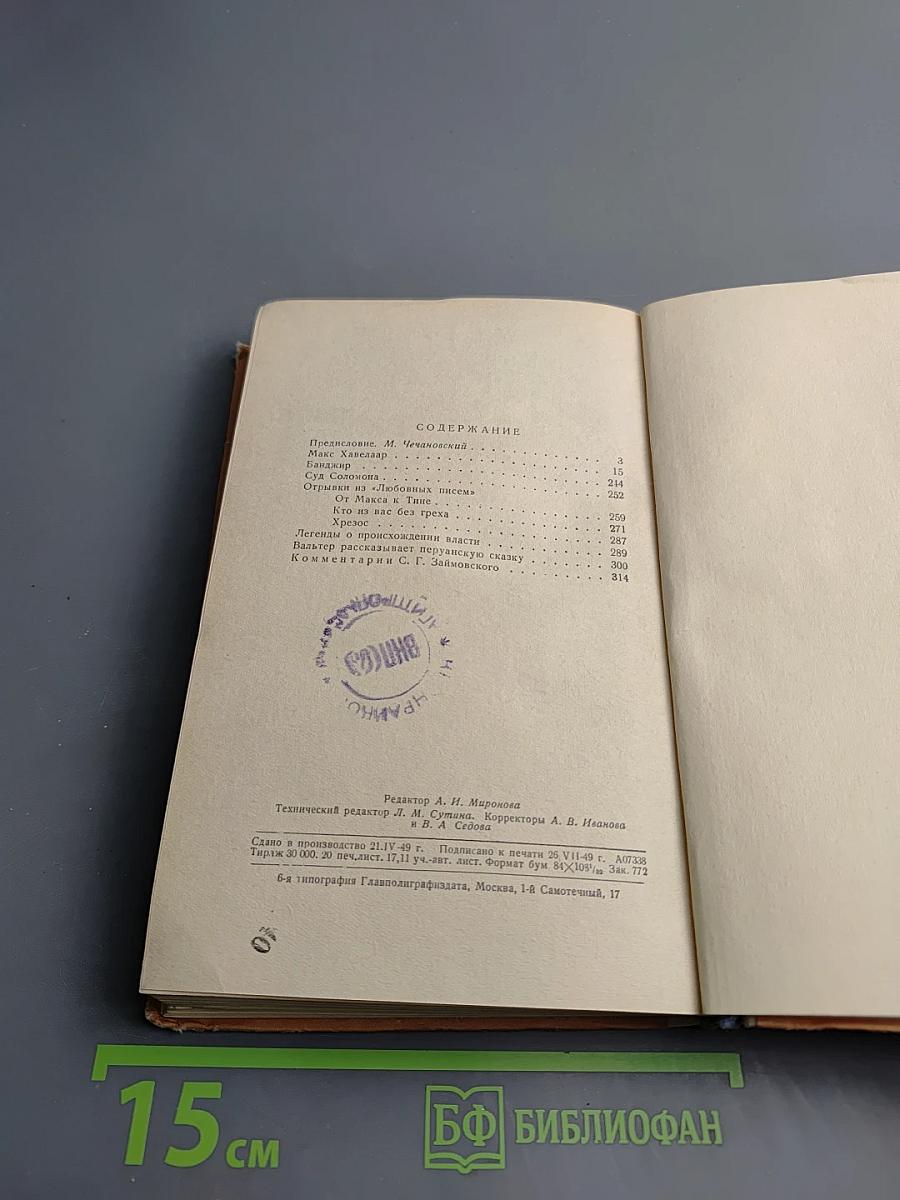 СОДЕРЖАНИЕ
Предисловие. М. Чечановский . . . . . . . . . . . . 3
Макс Хавелаар . . . . . . . . . . . . . . . . . . 15
Банджир . . . . . . . . . . . . . . . . . . . . 244
Суд Соломона . . . . . . . . . . . . . . . . . . 252
Отрывки из «Любовных писем»
От Макса к Тине . . . . . . . . . . . . . . . . 259
Кто из вас без греха . . . . . . . . . . . . . . 271
Хрезос . . . . . . . . . . . . . . . . . . . . 287
Легенды о происхождении власти . . . . . . . . . . 289
Вальтер рассказывает перуанскую сказку . . . . . . . 300
Комментарии С. Г. Займовского . . . . . . . . . 314
ВКП(б)
Редактор А. И. Миронова
Технический редактор Л. М. Сутина. Корректоры А. В. Иванова
и В. А Седова
Сдано в производство 21.IV-49 г. Подписано к печати 26 VII-49 г. А07338
Тираж 30 000. 20 печ.лист. 17,11 уч.-авт. лист. Формат бум 84×108¹/₃₂ Зак. 772
6-я типография Главполиграфиздата, Москва, 1-й Самотечный, 17
15 см
БФ БИБЛИОФАН